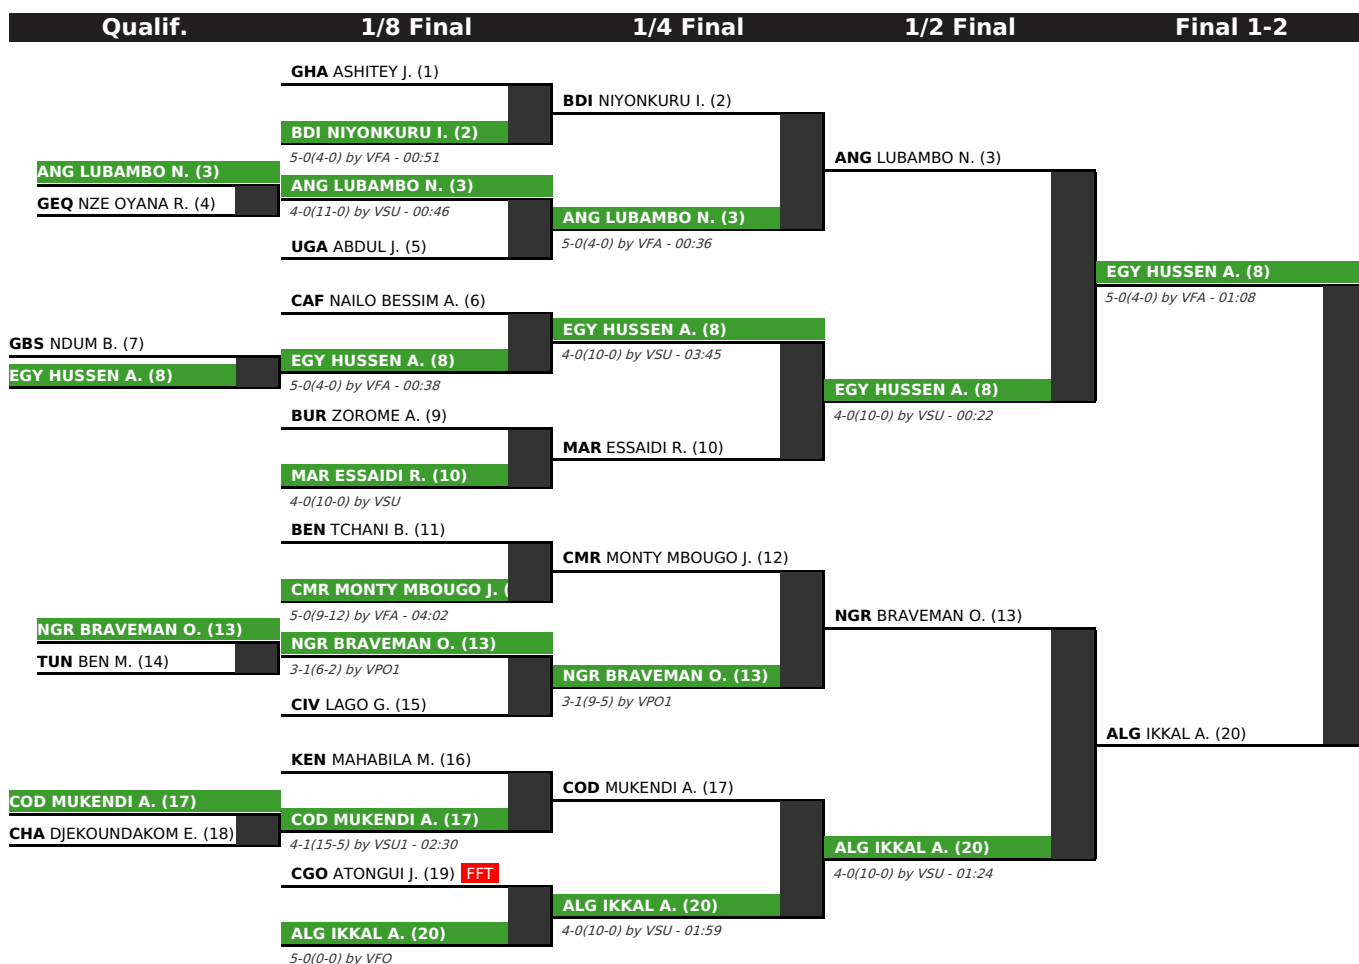 Qualif.
1/8 Final
1/4 Final
1/2 Final
Final 1-2
ANG LUBAMBO N. (3)
GEQ NZE OYANA R. (4)
GBS NDUM B. (7)
EGY HUSSEN A. (8)
NGR BRAVEMAN O. (13)
TUN BEN M. (14)
COD MUKENDI A. (17)
CHA DJEKOUNDAKOM E. (18)
GHA ASHITEY J. (1)
BDI NIYONKURU I. (2)
5-0(4-0) by VFA - 00:51
ANG LUBAMBO N. (3)
4-0(11-0) by VSU - 00:46
UGA ABDUL J. (5)
CAF NAILO BESSIM A. (6)
EGY HUSSEN A. (8)
5-0(4-0) by VFA - 00:38
BUR ZOROME A. (9)
MAR ESSAIDI R. (10)
4-0(10-0) by VSU
BEN TCHANI B. (11)
CMR MONTY MBOUGO J. (
5-0(9-12) by VFA - 04:02
NGR BRAVEMAN O. (13)
3-1(6-2) by VPO1
CIV LAGO G. (15)
KEN MAHABILA M. (16)
COD MUKENDI A. (17)
4-1(15-5) by VSU1 - 02:30
CGO ATONGUI J. (19) FFT
ALG IKKAL A. (20)
5-0(0-0) by VFO
BDI NIYONKURU I. (2)
ANG LUBAMBO N. (3)
5-0(4-0) by VFA - 00:36
EGY HUSSEN A. (8)
4-0(10-0) by VSU - 03:45
MAR ESSAIDI R. (10)
CMR MONTY MBOUGO J. (12)
NGR BRAVEMAN O. (13)
3-1(9-5) by VPO1
COD MUKENDI A. (17)
ALG IKKAL A. (20)
4-0(10-0) by VSU - 01:59
ANG LUBAMBO N. (3)
EGY HUSSEN A. (8)
4-0(10-0) by VSU - 00:22
NGR BRAVEMAN O. (13)
ALG IKKAL A. (20)
4-0(10-0) by VSU - 01:24
EGY HUSSEN A. (8)
5-0(4-0) by VFA - 01:08
ALG IKKAL A. (20)